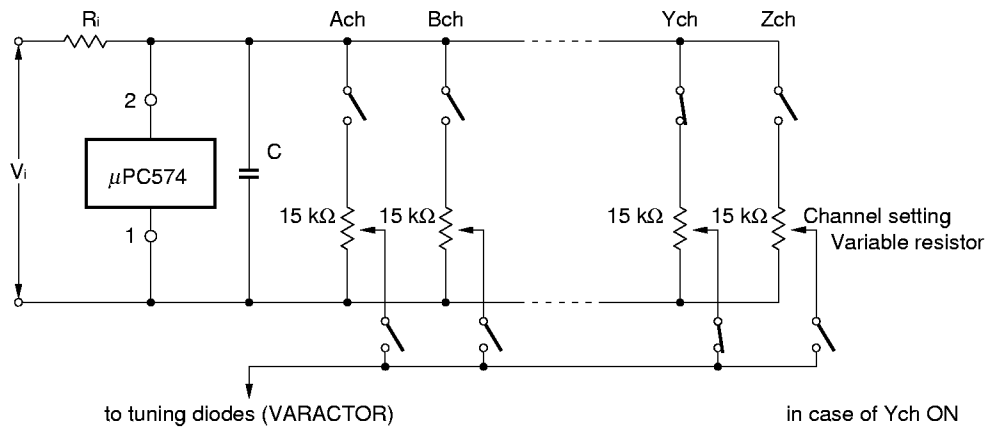 Ri
Ach
Bch
Ych
Zch
2
Vi
μPC574
C
1
15 kΩ
15 kΩ
15 kΩ
15 kΩ
Channel setting
Variable resistor
to tuning diodes (VARACTOR)
in case of Ych ON